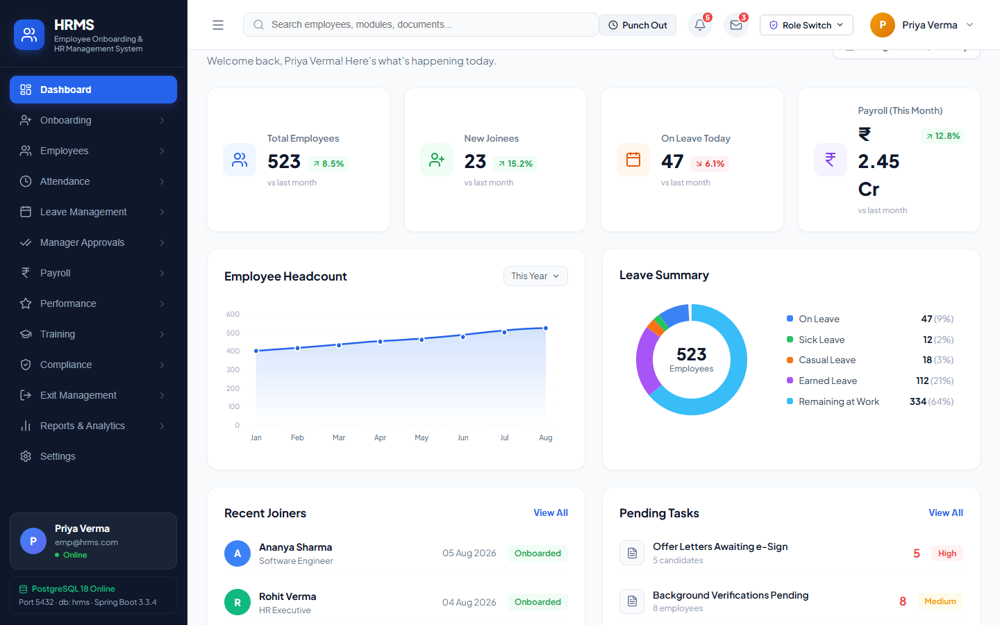 HRMS
Employee Onboarding &
HR Management System
Dashboard
Onboarding
Employees
Attendance
Leave Management
Manager Approvals
Payroll
Performance
Training
Compliance
Exit Management
Reports & Analytics
Settings
P
Priya Verma
emp@hrms.com
Online
PostgreSQL 18 Online
Port 5432 · db: hrms · Spring Boot 3.3.4
Search employees, modules, documents...
Punch Out
5
3
Role Switch
P
Priya Verma
Welcome back, Priya Verma! Here's what's happening today.
Total Employees
523
8.5%
vs last month
New Joinees
23
15.2%
vs last month
On Leave Today
47
6.1%
vs last month
Payroll (This Month)
₹
2.45
Cr
12.8%
vs last month
Employee Headcount
This Year
600
500
400
300
200
100
0
Jan Feb Mar Apr May Jun Jul Aug
Leave Summary
523
Employees
On Leave 47 (9%)
Sick Leave 12 (2%)
Casual Leave 18 (3%)
Earned Leave 112 (21%)
Remaining at Work 334 (64%)
Recent Joiners
View All
A
Ananya Sharma
Software Engineer
05 Aug 2026
Onboarded
R
Rohit Verma
HR Executive
04 Aug 2026
Onboarded
Pending Tasks
View All
Offer Letters Awaiting e-Sign
5 candidates
5
High
Background Verifications Pending
8 employees
8
Medium